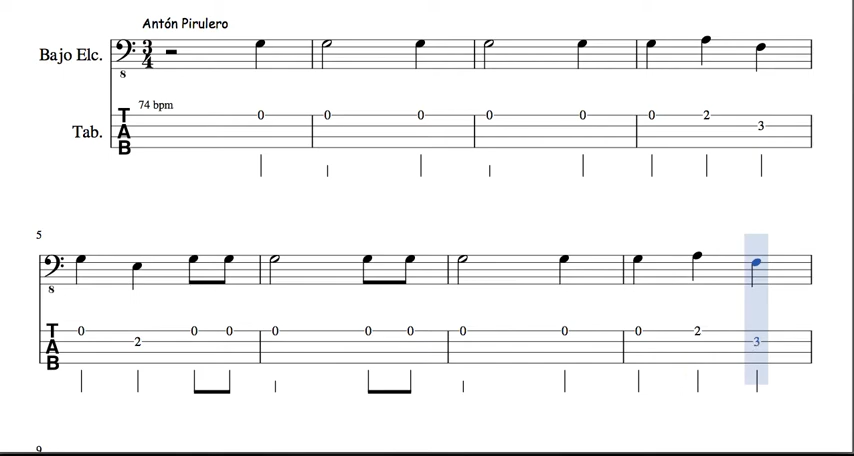 Antón Pirulero
Bajo Elc.
3
4
8
74 bpm
Tab.
T
A
B
0 0 0 0 0 0 2 3
5
8
T
A
B
0 2 0 0 0 0 0 0 0 0 2 3
9